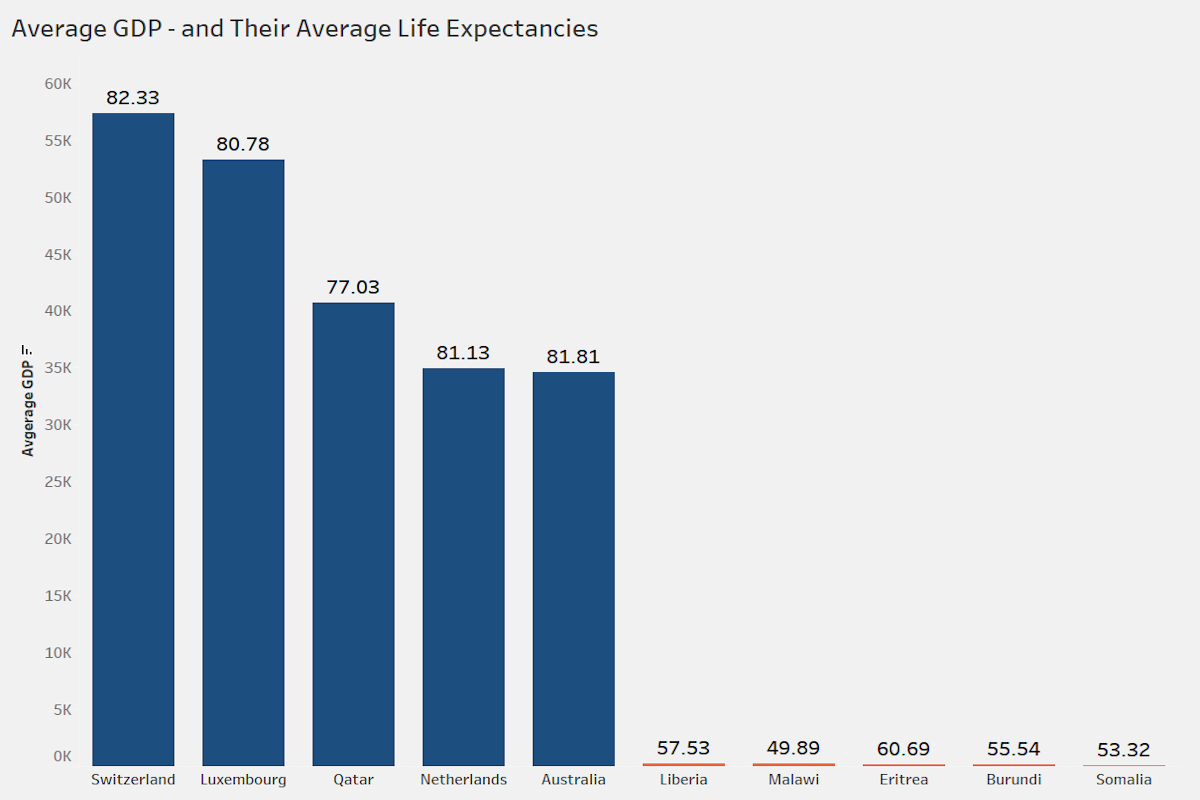 Average GDP - and Their Average Life Expectancies
60K
55K
50K
45K
40K
35K
30K
25K
20K
15K
10K
5K
0K
Avgerage GDP
82.33
80.78
77.03
81.13
81.81
57.53
49.89
60.69
55.54
53.32
Switzerland
Luxembourg
Qatar
Netherlands
Australia
Liberia
Malawi
Eritrea
Burundi
Somalia